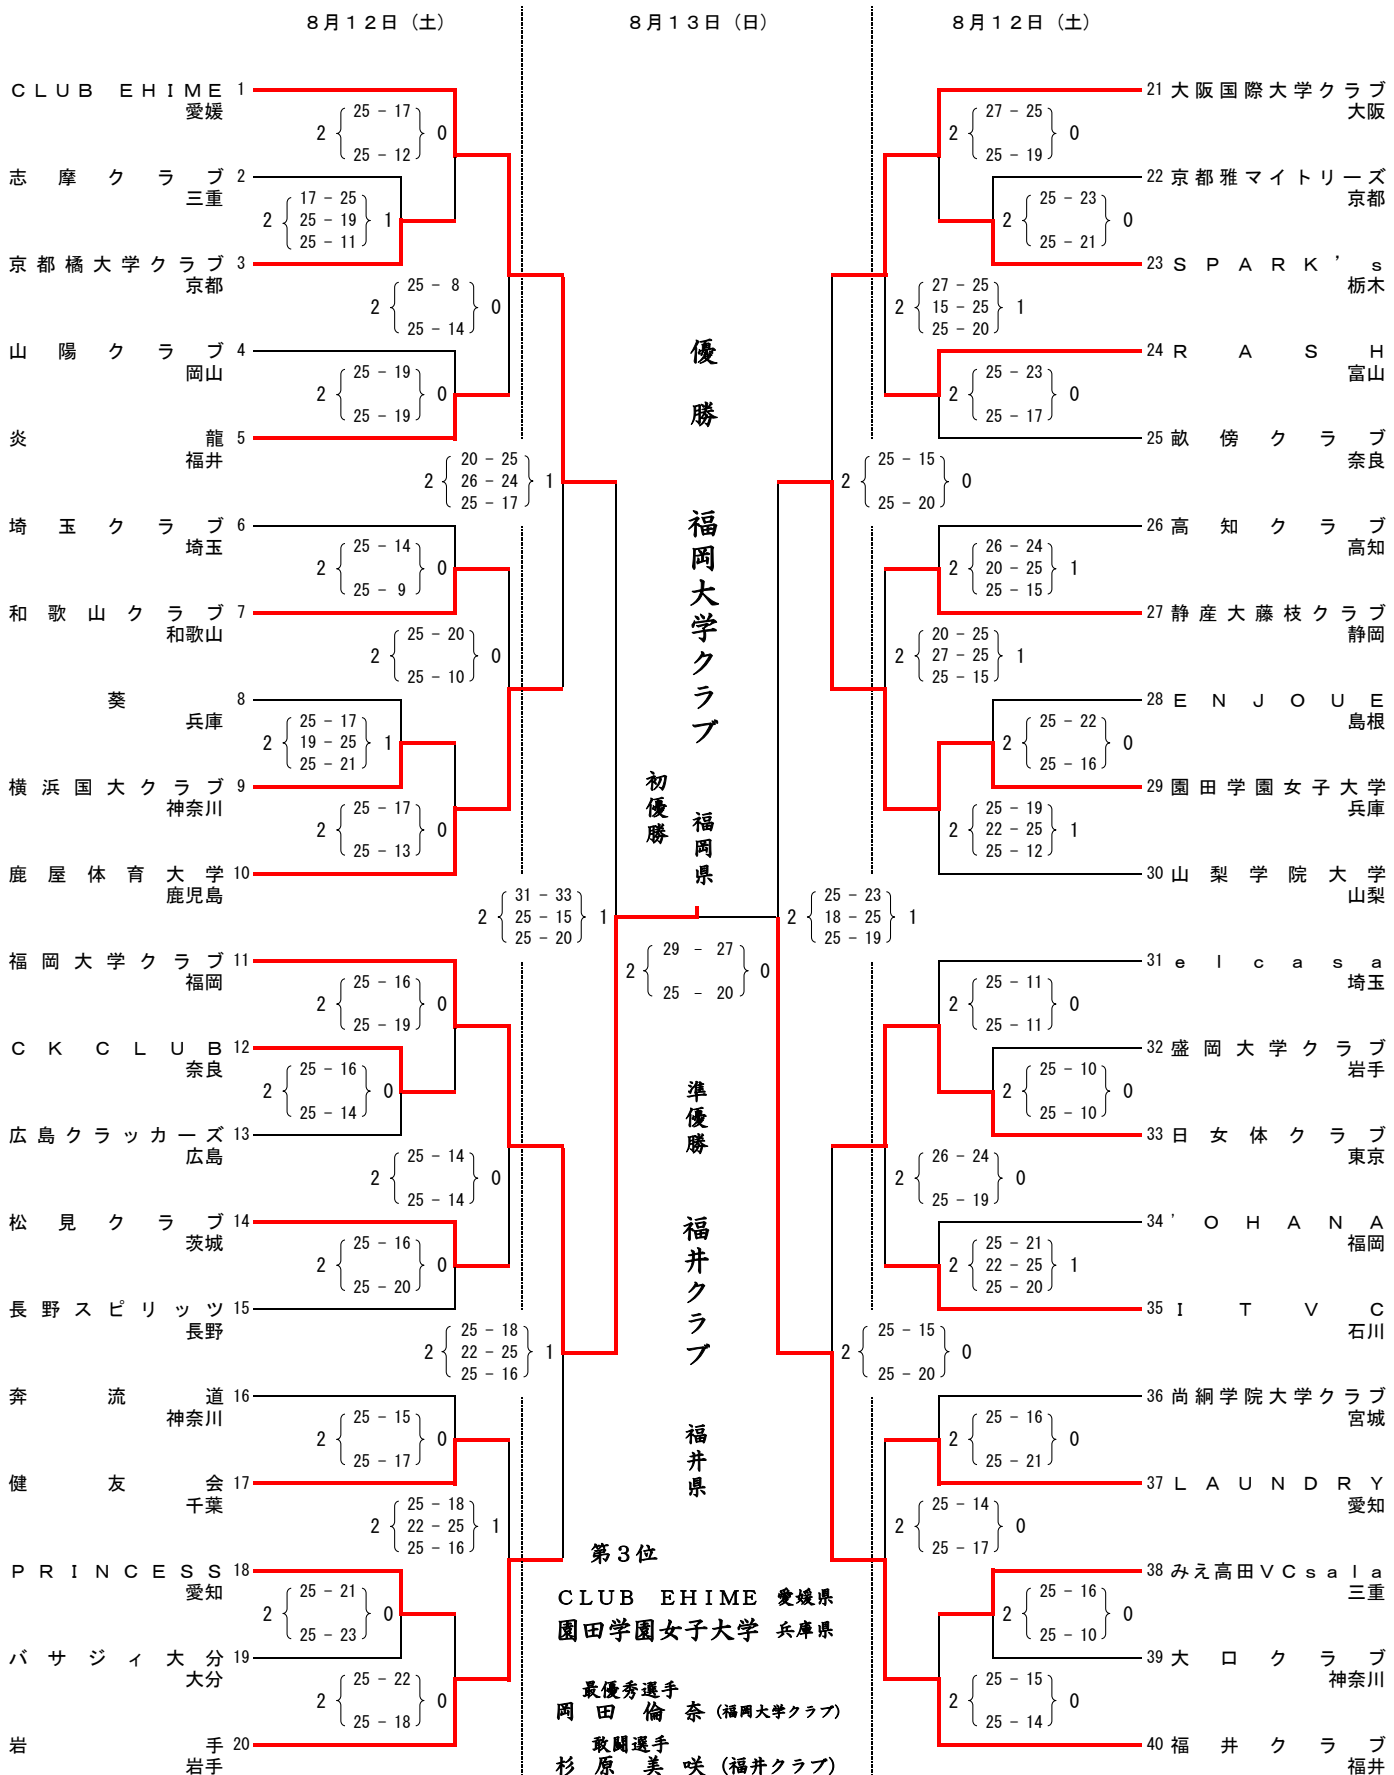 8月12日（土）
8月13日（日）
8月12日（土）
CLUB EHIME 1
愛媛
志摩クラブ 2
三重
京都橘大学クラブ 3
京都
山陽クラブ 4
岡山
炎龍 5
福井
埼玉クラブ 6
埼玉
和歌山クラブ 7
和歌山
葵 8
兵庫
横浜国大クラブ 9
神奈川
鹿屋体育大学 10
鹿児島
福岡大学クラブ 11
福岡
CK CLUB 12
奈良
広島クラッカーズ 13
広島
松見クラブ 14
茨城
長野スピリッツ 15
長野
奔流道 16
神奈川
健友会 17
千葉
PRINCESS 18
愛知
バサジィ大分 19
大分
岩手 20
岩手
2 25-17 0
25-12
2 17-25 1
25-19
25-11
2 25-8 0
25-14
2 25-19 0
25-19
2 20-25 1
26-24
25-17
2 25-14 0
25-9
2 25-20 0
25-10
2 25-17 1
19-25
25-21
2 25-17 0
25-13
2 31-33 1
25-15
25-20
2 25-16 0
25-19
2 25-16 0
25-14
2 25-14 0
25-14
2 25-16 0
25-20
2 25-18 1
22-25
25-16
2 25-15 0
25-17
2 25-18 1
22-25
25-16
2 25-21 0
25-23
2 25-22 0
25-18
優勝
福岡大学クラブ
福岡県
初優勝
2 29 - 27 0
25 - 20
準優勝
福井クラブ
福井県
第3位
CLUB EHIME 愛媛県
園田学園女子大学 兵庫県
最優秀選手
岡田倫奈(福岡大学クラブ)
敢闘選手
杉原美咲(福井クラブ)
21 大阪国際大学クラブ
大阪
22 京都雅マイトリーズ
京都
23 SPARK's
栃木
24 RASH
富山
25 畝傍クラブ
奈良
26 高知クラブ
高知
27 静産大藤枝クラブ
静岡
28 ENJOUE
島根
29 園田学園女子大学
兵庫
30 山梨学院大学
山梨
31 elcasa
埼玉
32 盛岡大学クラブ
岩手
33 日女体クラブ
東京
34 'OHANA
福岡
35 ITVC
石川
36 尚絅学院大学クラブ
宮城
37 LAUNDRY
愛知
38 みえ高田VCsala
三重
39 大口クラブ
神奈川
40 福井クラブ
福井
2 27-25 0
25-19
2 25-23 0
25-21
2 27-25 1
15-25
25-20
2 25-23 0
25-17
2 25-15 0
25-20
2 26-24 1
20-25
25-15
2 20-25 1
27-25
25-15
2 25-22 0
25-16
2 25-19 1
22-25
25-12
2 25-23 1
18-25
25-19
2 25-11 0
25-11
2 25-10 0
25-10
2 26-24 0
25-19
2 25-21 1
22-25
25-20
2 25-15 0
25-20
2 25-16 0
25-21
2 25-14 0
25-17
2 25-16 0
25-10
2 25-15 0
25-14